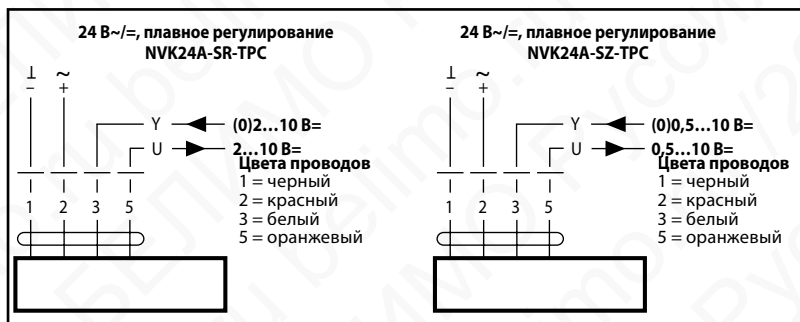 24 В~/=, плавное регулирование
NVK24A-SR-TPC
⊥ ~
– +
Y (0)2...10 В=
U 2...10 В=
Цвета проводов
1 = черный
2 = красный
3 = белый
5 = оранжевый
1 2 3 5
24 В~/=, плавное регулирование
NVK24A-SZ-TPC
⊥ ~
– +
Y (0)0,5...10 В=
U 0,5...10 В=
Цвета проводов
1 = черный
2 = красный
3 = белый
5 = оранжевый
1 2 3 5